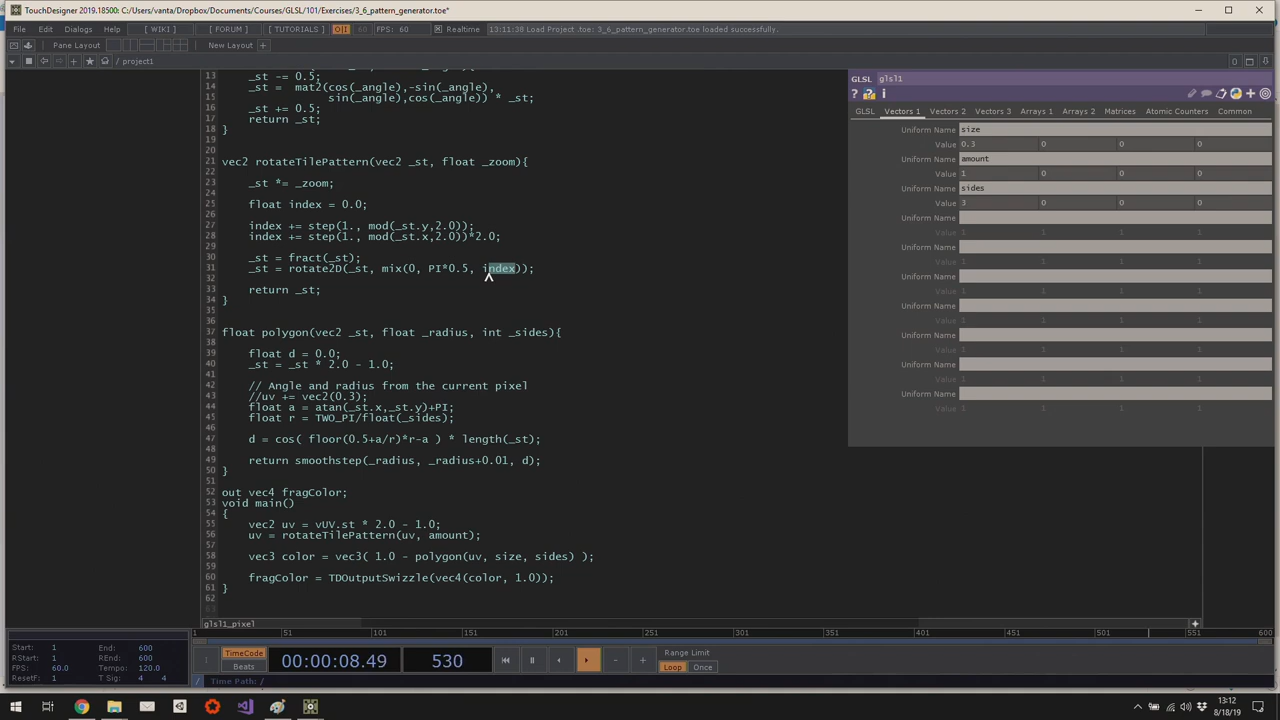 TouchDesigner 2019.18500: C:/Users/vanta/Dropbox/Documents/Courses/GLSL/101/Exercises/3_6_pattern_generator.toe*
File Edit Dialogs Help [ WIKI ] [ FORUM ] [ TUTORIALS ] OII 60 FPS: 60 Realtime 13:11:38 Load Project .toe: 3_6_pattern_generator.toe loaded successfully.
Pane Layout New Layout +
/ project1 0
13 _st -= 0.5;
14 _st = mat2(cos(_angle),-sin(_angle),
15 sin(_angle),cos(_angle)) * _st;
16 _st += 0.5;
17 return _st;
18 }
19
20
21 vec2 rotateTilePattern(vec2 _st, float _zoom){
22
23 _st *= _zoom;
24
25 float index = 0.0;
26
27 index += step(1., mod(_st.y,2.0));
28 index += step(1., mod(_st.x,2.0))*2.0;
29
30 _st = fract(_st);
31 _st = rotate2D(_st, mix(0, PI*0.5, index));
32
33 return _st;
34 }
35
36
37 float polygon(vec2 _st, float _radius, int _sides){
38
39 float d = 0.0;
40 _st = _st * 2.0 - 1.0;
41
42 // Angle and radius from the current pixel
43 //uv += vec2(0.3);
44 float a = atan(_st.x,_st.y)+PI;
45 float r = TWO_PI/float(_sides);
46
47 d = cos( floor(0.5+a/r)*r-a ) * length(_st);
48
49 return smoothstep(_radius, _radius+0.01, d);
50 }
51
52 out vec4 fragColor;
53 void main()
54 {
55 vec2 uv = vUV.st * 2.0 - 1.0;
56 uv = rotateTilePattern(uv, amount);
57
58 vec3 color = vec3( 1.0 - polygon(uv, size, sides) );
59
60 fragColor = TDOutputSwizzle(vec4(color, 1.0));
61 }
62
63
glsl1_pixel
GLSL glsl1
? ? i
GLSL Vectors 1 Vectors 2 Vectors 3 Arrays 1 Arrays 2 Matrices Atomic Counters Common
Uniform Name size
Value 0.3 0 0 0
Uniform Name amount
Value 1 0 0 0
Uniform Name sides
Value 3 0 0 0
Uniform Name
Value 1 1 1 1
Uniform Name
Value 1 1 1 1
Uniform Name
Value 1 1 1 1
Uniform Name
Value 1 1 1 1
Uniform Name
Value 1 1 1 1
Uniform Name
Value 1 1 1 1
Uniform Name
Value 1 1 1 1
1 51 101 151 201 251 301 351 401 451 501 551 600
Start: 1 End: 600
RStart: 1 REnd: 600
FPS: 60.0 Tempo: 120.0
ResetF: 1 T Sig: 4 4
TimeCode
Beats
00:00:08.49 530
Range Limit
Loop Once
/ Time Path: /
13:12
8/18/19